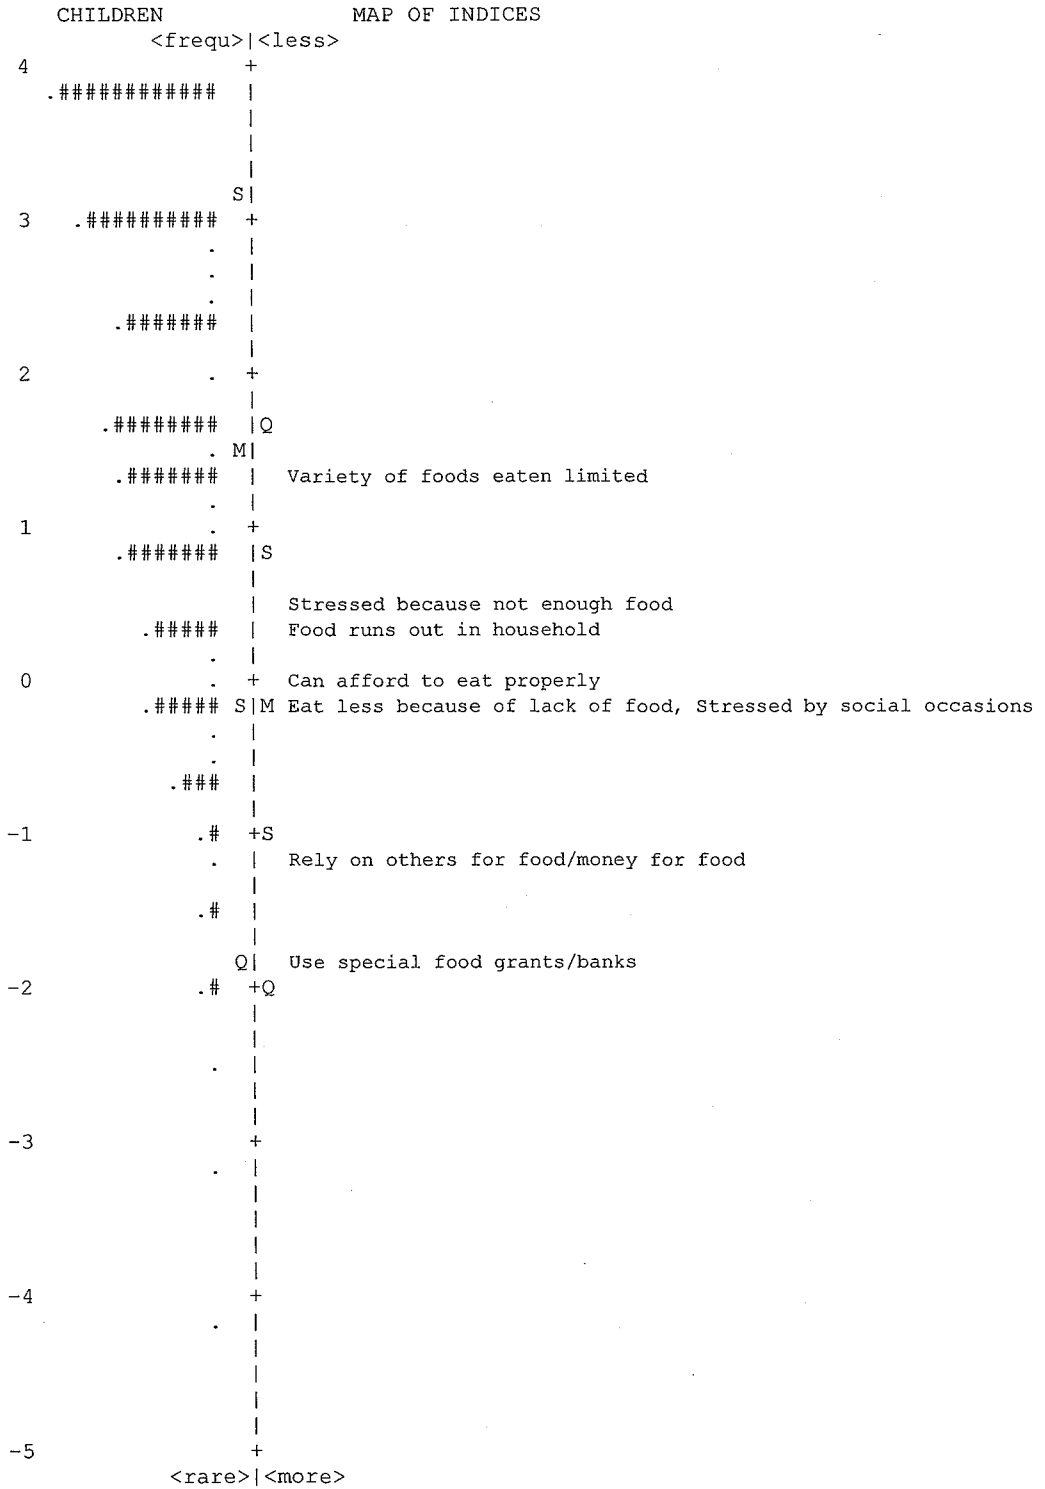 CHILDREN MAP OF INDICES
<frequ>|<less>
4 +
.############ |
|
|
|
S|
3 .########## +
. |
. |
. |
.####### |
|
2 . +
|
.######## |Q
. M|
.####### | Variety of foods eaten limited
. |
1 . +
.####### |S
|
| Stressed because not enough food
.##### | Food runs out in household
. |
0 . + Can afford to eat properly
.##### S|M Eat less because of lack of food, Stressed by social occasions
. |
. |
.### |
|
-1 .# +S
. | Rely on others for food/money for food
|
.# |
|
Q| Use special food grants/banks
-2 .# +Q
|
|
. |
|
|
-3 +
. |
|
|
|
|
-4 +
. |
|
|
|
|
-5 +
<rare>|<more>